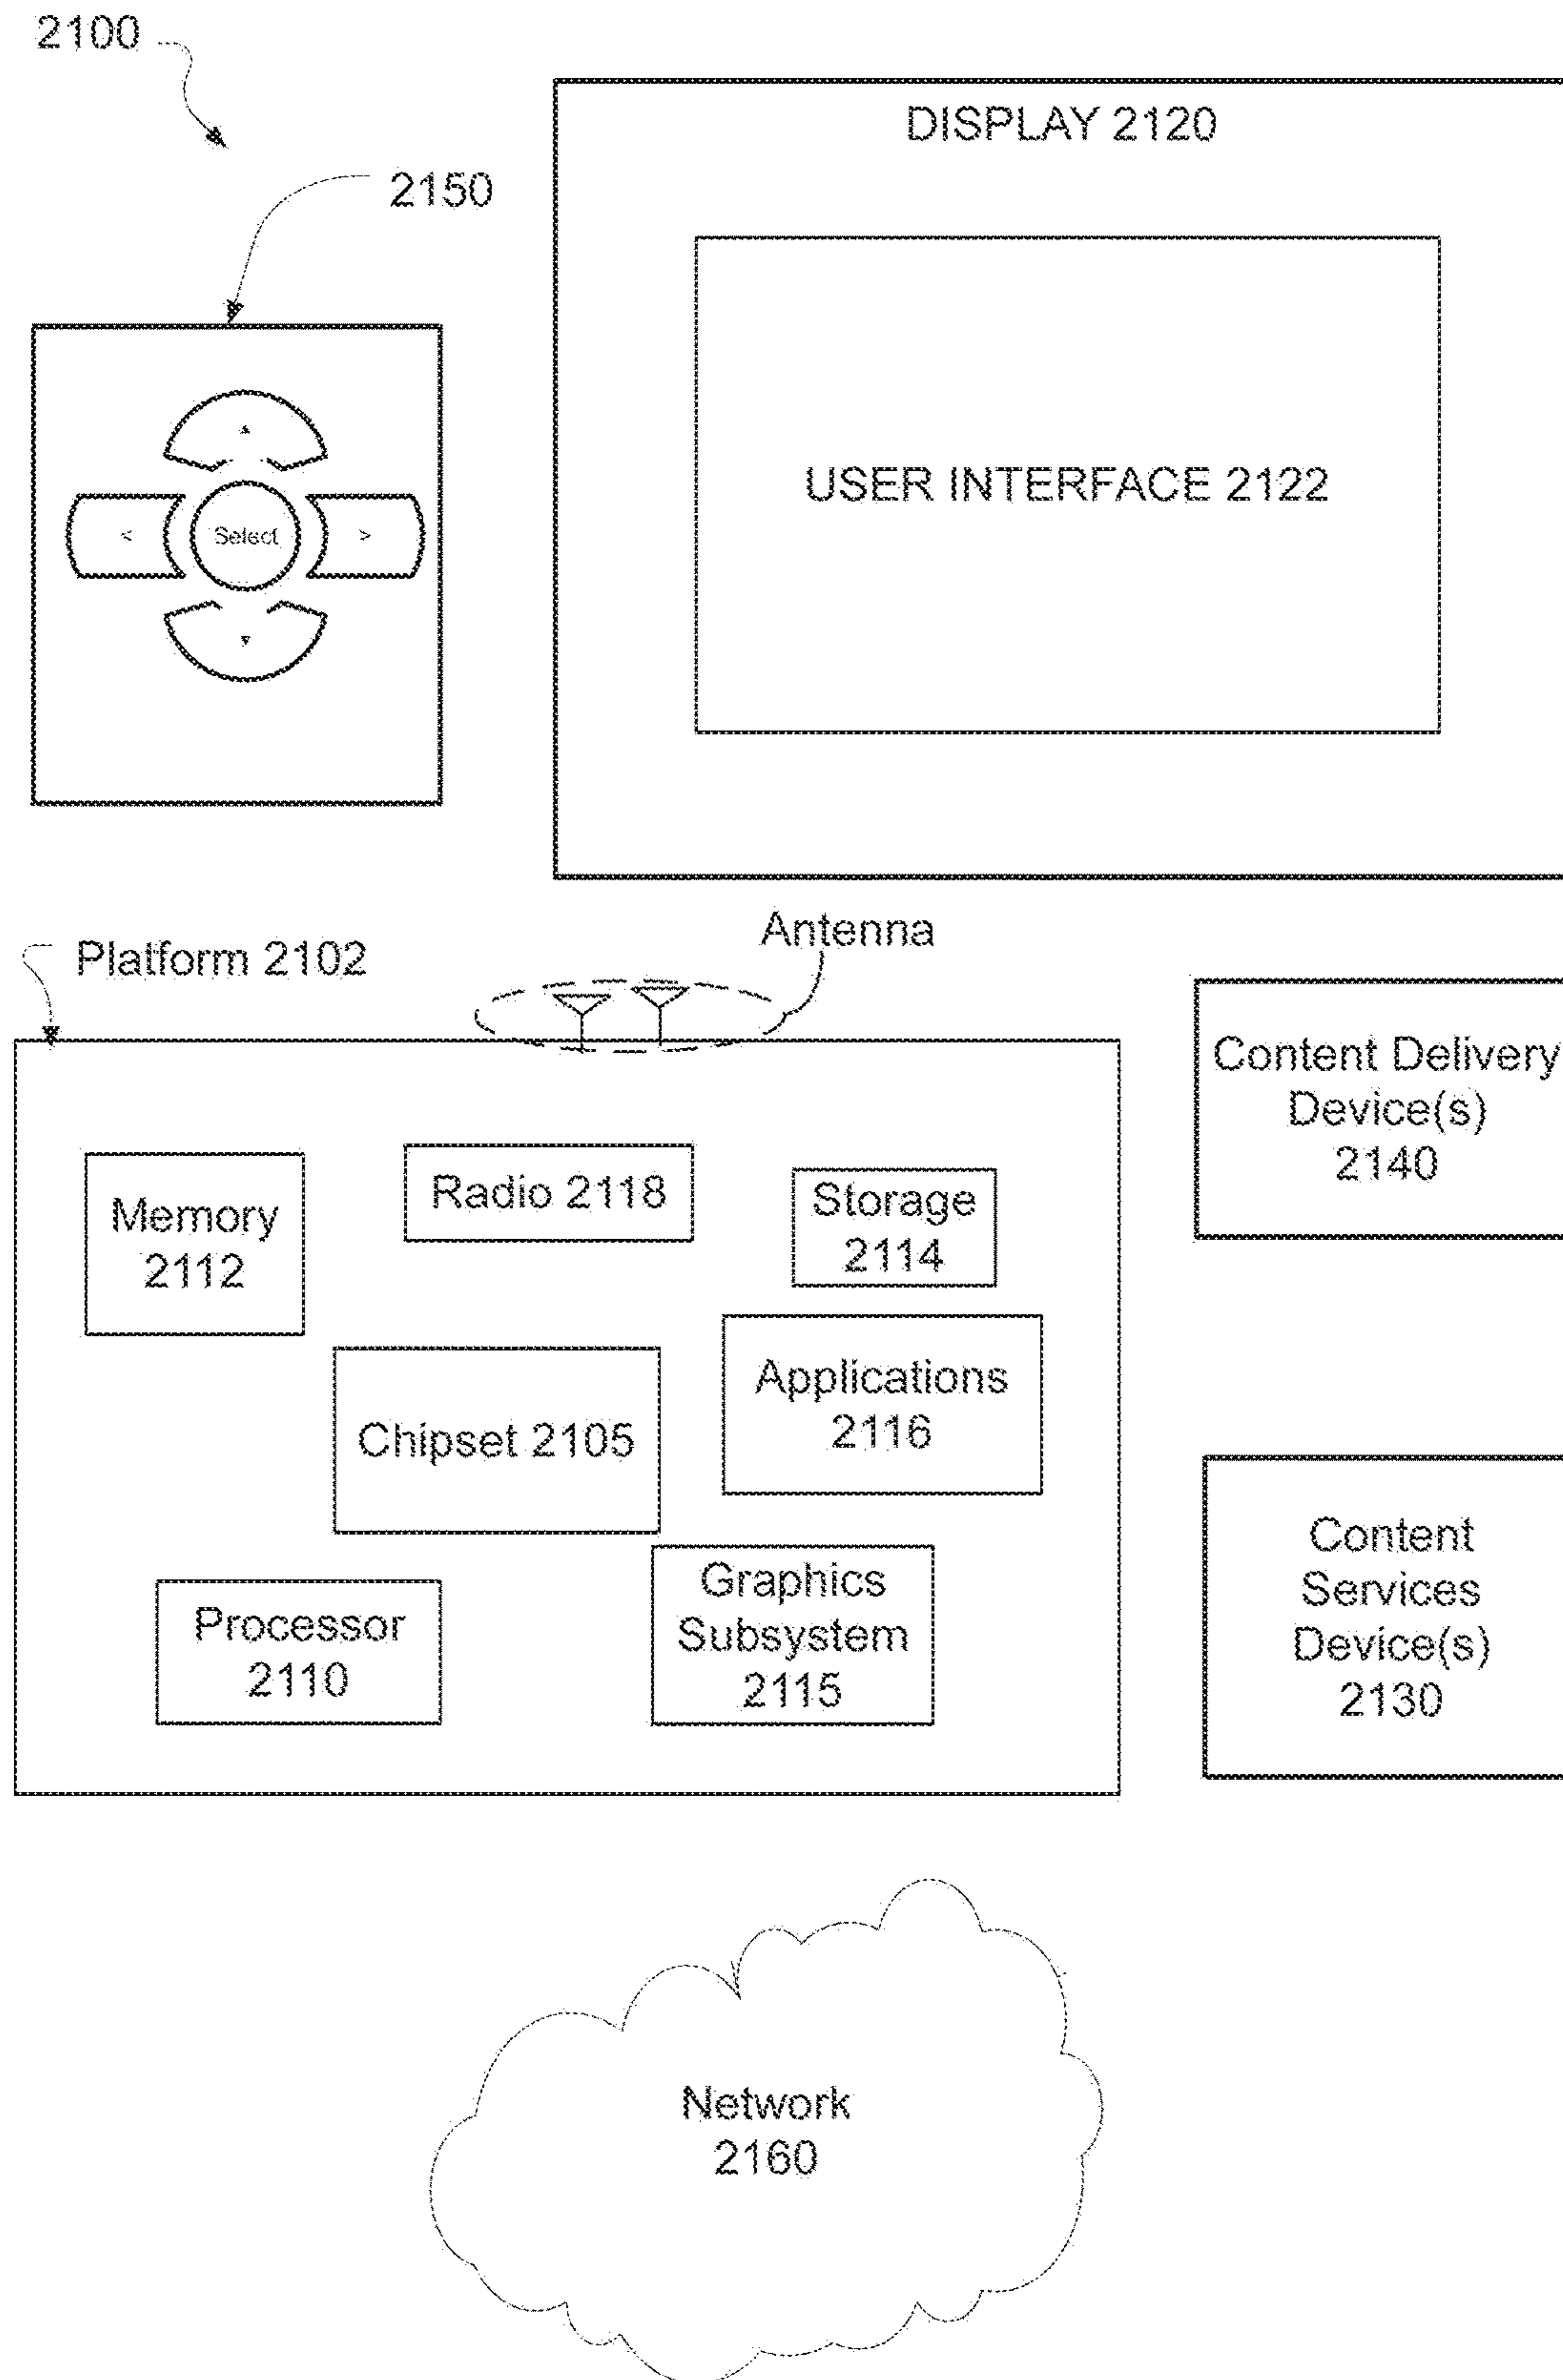 2100
DISPLAY 2120
2150
USER INTERFACE 2122
<
Select
>
Antenna
Platform 2102
Content Delivery
Device(s)
2140
Memory
2112
Radio 2118
Storage
2114
Chipset 2105
Applications
2116
Processor
2110
Graphics
Subsystem
2115
Content
Services
Device(s)
2130
Network
2160